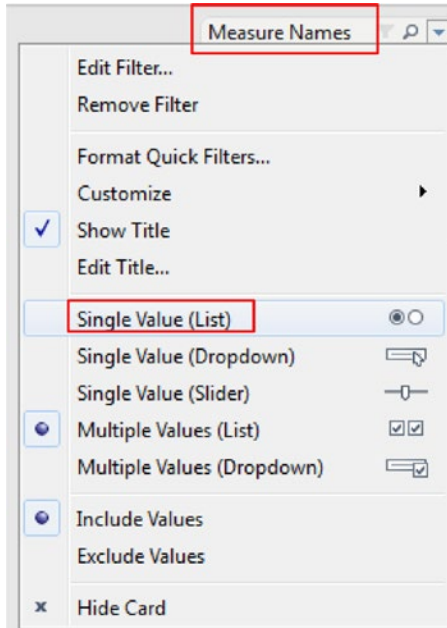 Measure Names
Edit Filter...
Remove Filter
Format Quick Filters...
Customize
Show Title
Edit Title...
Single Value (List)
Single Value (Dropdown)
Single Value (Slider)
Multiple Values (List)
Multiple Values (Dropdown)
Include Values
Exclude Values
Hide Card